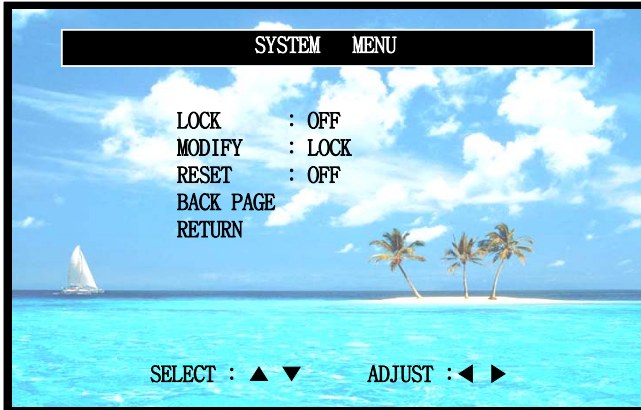 SYSTEM MENU
LOCK : OFF
MODIFY : LOCK
RESET : OFF
BACK PAGE
RETURN
SELECT : ▲ ▼ ADJUST : ◀ ▶